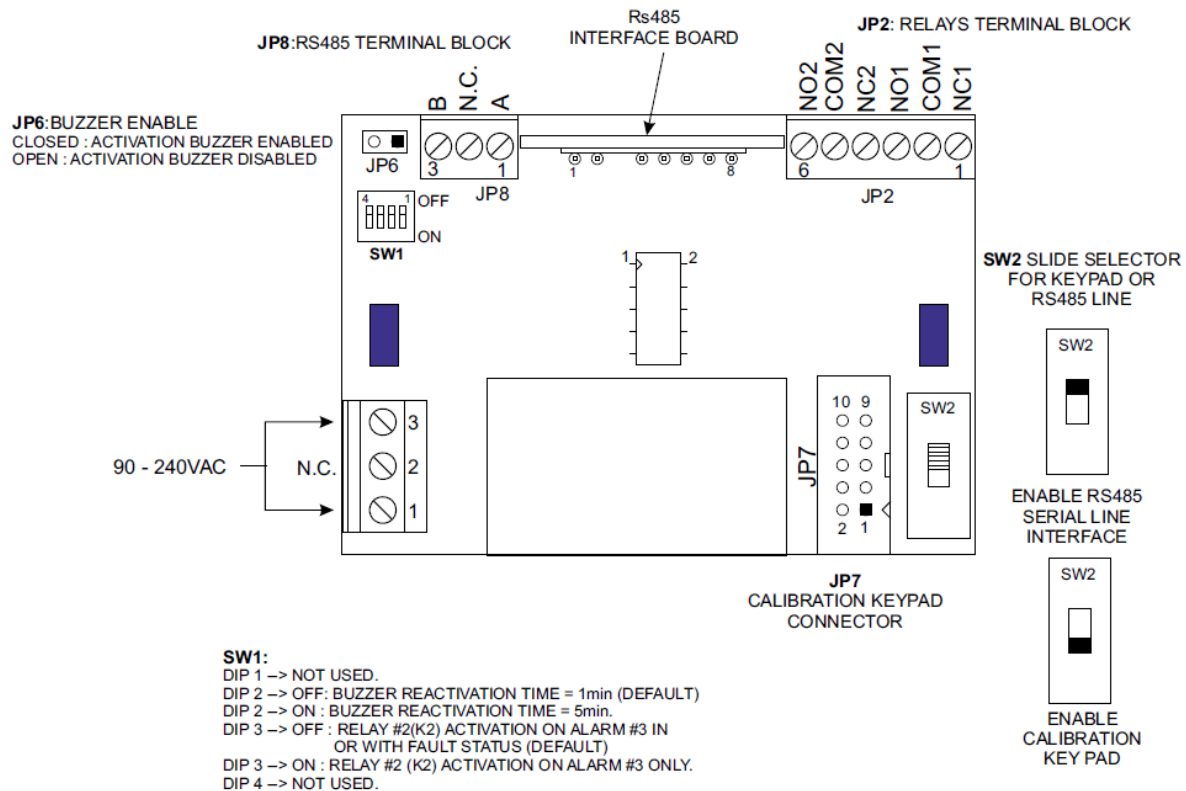 Rs485
INTERFACE BOARD
JP2: RELAYS TERMINAL BLOCK
JP8:RS485 TERMINAL BLOCK
B
N.C.
A
NO2
COM2
NC2
NO1
COM1
NC1
JP6:BUZZER ENABLE
CLOSED : ACTIVATION BUZZER ENABLED
OPEN : ACTIVATION BUZZER DISABLED
JP6
3
1
JP8
1
8
6
1
JP2
4
1
OFF
ON
SW1
1
2
SW2 SLIDE SELECTOR
FOR KEYPAD OR
RS485 LINE
SW2
ENABLE RS485
SERIAL LINE
INTERFACE
90 - 240VAC
N.C.
3
2
1
10 9
JP7
2 1
SW2
JP7
CALIBRATION KEYPAD
CONNECTOR
SW2
ENABLE
CALIBRATION
KEY PAD
SW1:
DIP 1 --> NOT USED.
DIP 2 --> OFF: BUZZER REACTIVATION TIME = 1min (DEFAULT)
DIP 2 --> ON : BUZZER REACTIVATION TIME = 5min.
DIP 3 --> OFF : RELAY #2(K2) ACTIVATION ON ALARM #3 IN
OR WITH FAULT STATUS (DEFAULT)
DIP 3 --> ON : RELAY #2 (K2) ACTIVATION ON ALARM #3 ONLY.
DIP 4 --> NOT USED.